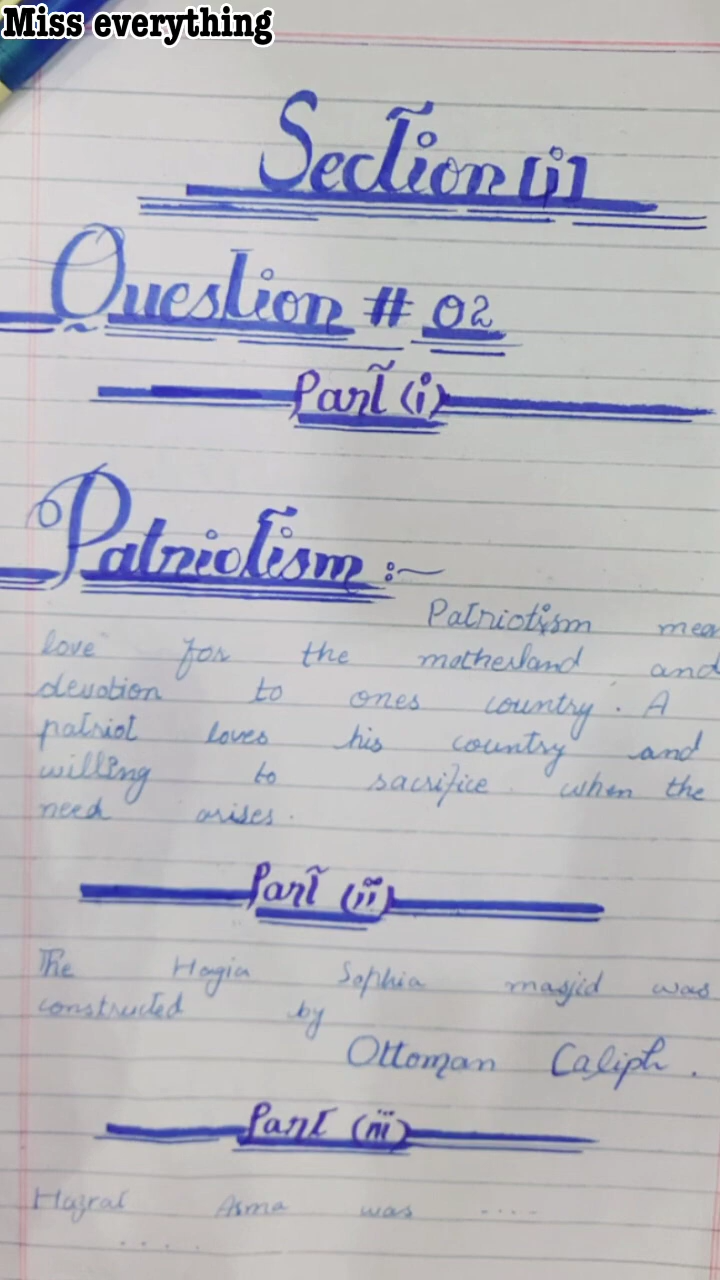 Miss everything
Section (ii)
Question # 02
Part (i)
Patriotism :-
Patriotism mea
love for the motherland and
devotion to ones country. A
patriot loves his country and
willing to sacrifice when the
need arises.
Part (ii)
The Hagia Sophia masjid was
constructed by
Ottoman Caliph.
Part (iii)
Hazrat Asma was ....
....